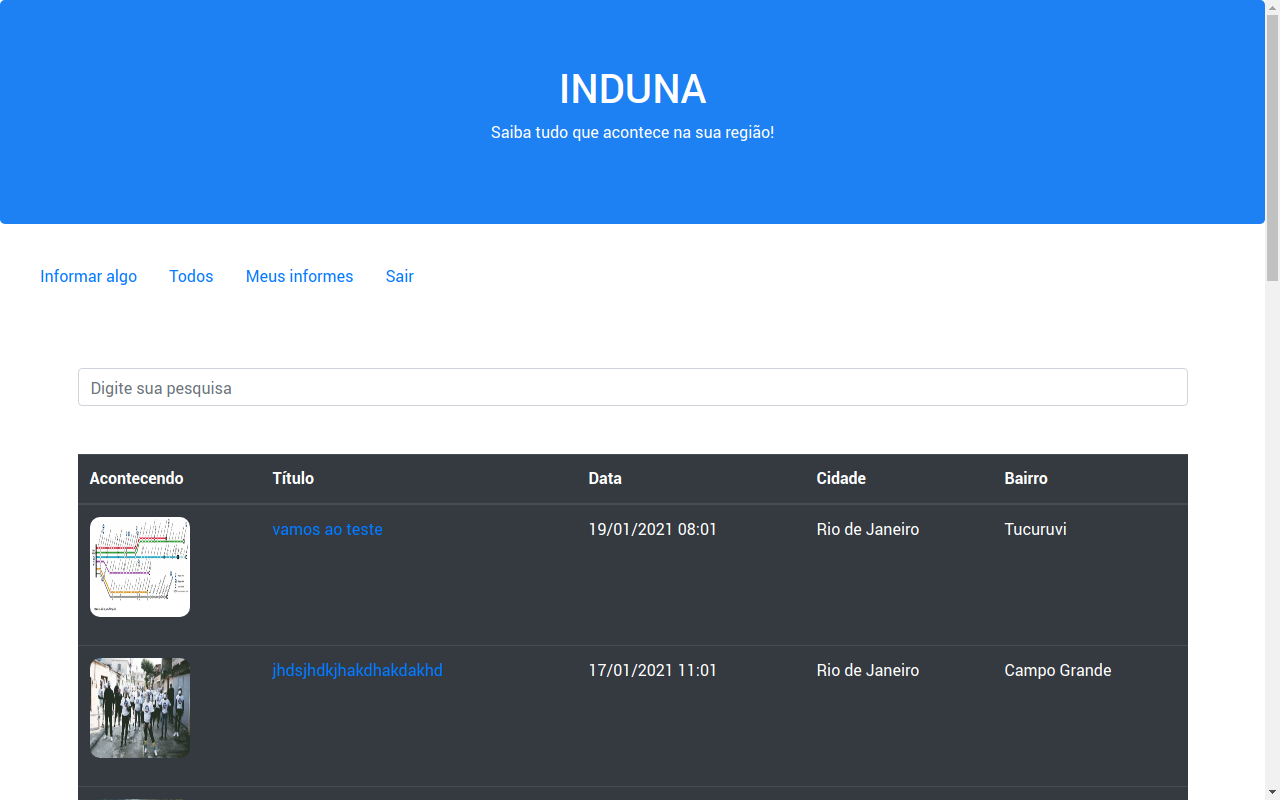 INDUNA
Saiba tudo que acontece na sua região!
Informar algo Todos Meus informes Sair
Digite sua pesquisa
Acontecendo Título Data Cidade Bairro
vamos ao teste 19/01/2021 08:01 Rio de Janeiro Tucuruvi
jhdsjhdkjhakdhakdakhd 17/01/2021 11:01 Rio de Janeiro Campo Grande